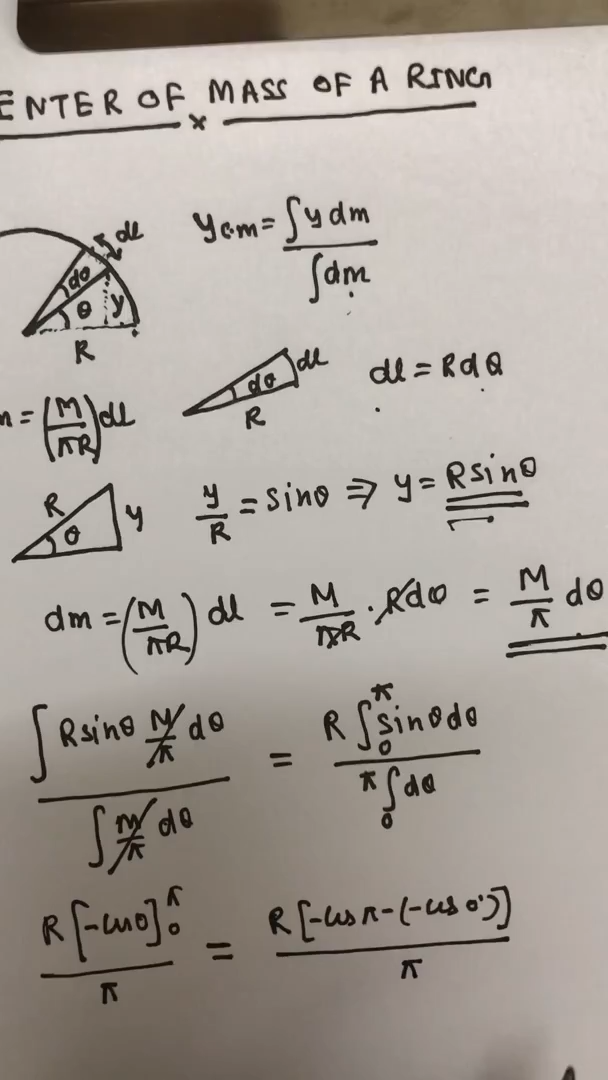 ENTER OF MASS OF A RING
x
dl
dθ
θ
y
R
ycm = ∫y dm / ∫dm
m = (M/πR) dl
dθ
dl
R
dl = R dθ
R
θ
y
y/R = sinθ ⇒ y = R sinθ
dm = (M/πR) dl = M/πR · R dθ = M/π dθ
∫ R sinθ M/π dθ / ∫ M/π dθ = R ∫₀^π sinθ dθ / ∫₀^π dθ
R [-cosθ]₀^π / π = R [-cos π - (-cos 0°)] / π